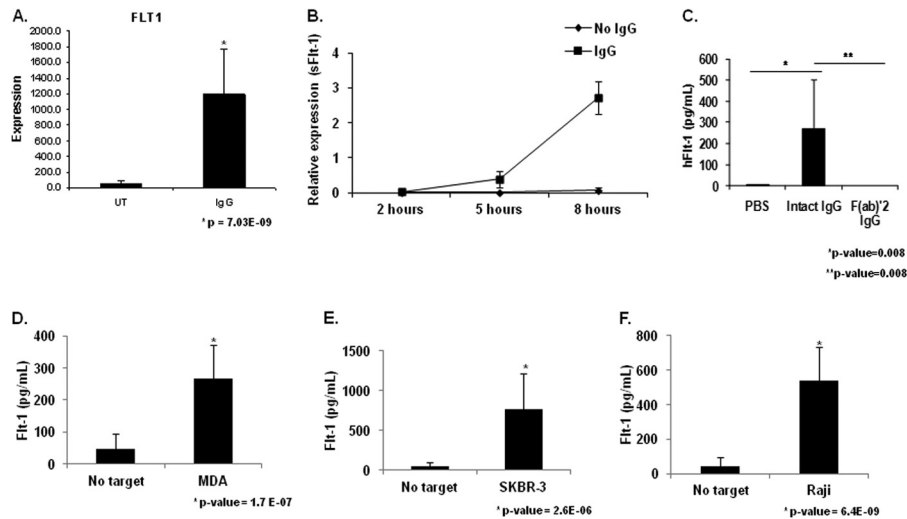 A.
FLT1
Expression
2000.0
1800.0
1600.0
1400.0
1200.0
1000.0
800.0
600.0
400.0
200.0
0.0
*
UT
IgG
*p = 7.03E-09
B.
No IgG
IgG
Relative expression (sFlt-1)
4
3
2
1
0
2 hours
5 hours
8 hours
C.
hFlt-1 (pg/mL)
600
500
400
300
200
100
0
*
**
PBS
Intact IgG
F(ab)'2
IgG
*p-value=0.008
**p-value=0.008
D.
Flt-1 (pg/mL)
400
300
200
100
0
*
No target
MDA
*p-value = 1.7 E-07
E.
Flt-1 (pg/mL)
1500
1000
500
0
*
No target
SKBR-3
*p-value = 2.6E-06
F.
Flt-1 (pg/mL)
800
600
400
200
0
*
No target
Raji
*p-value = 6.4E-09